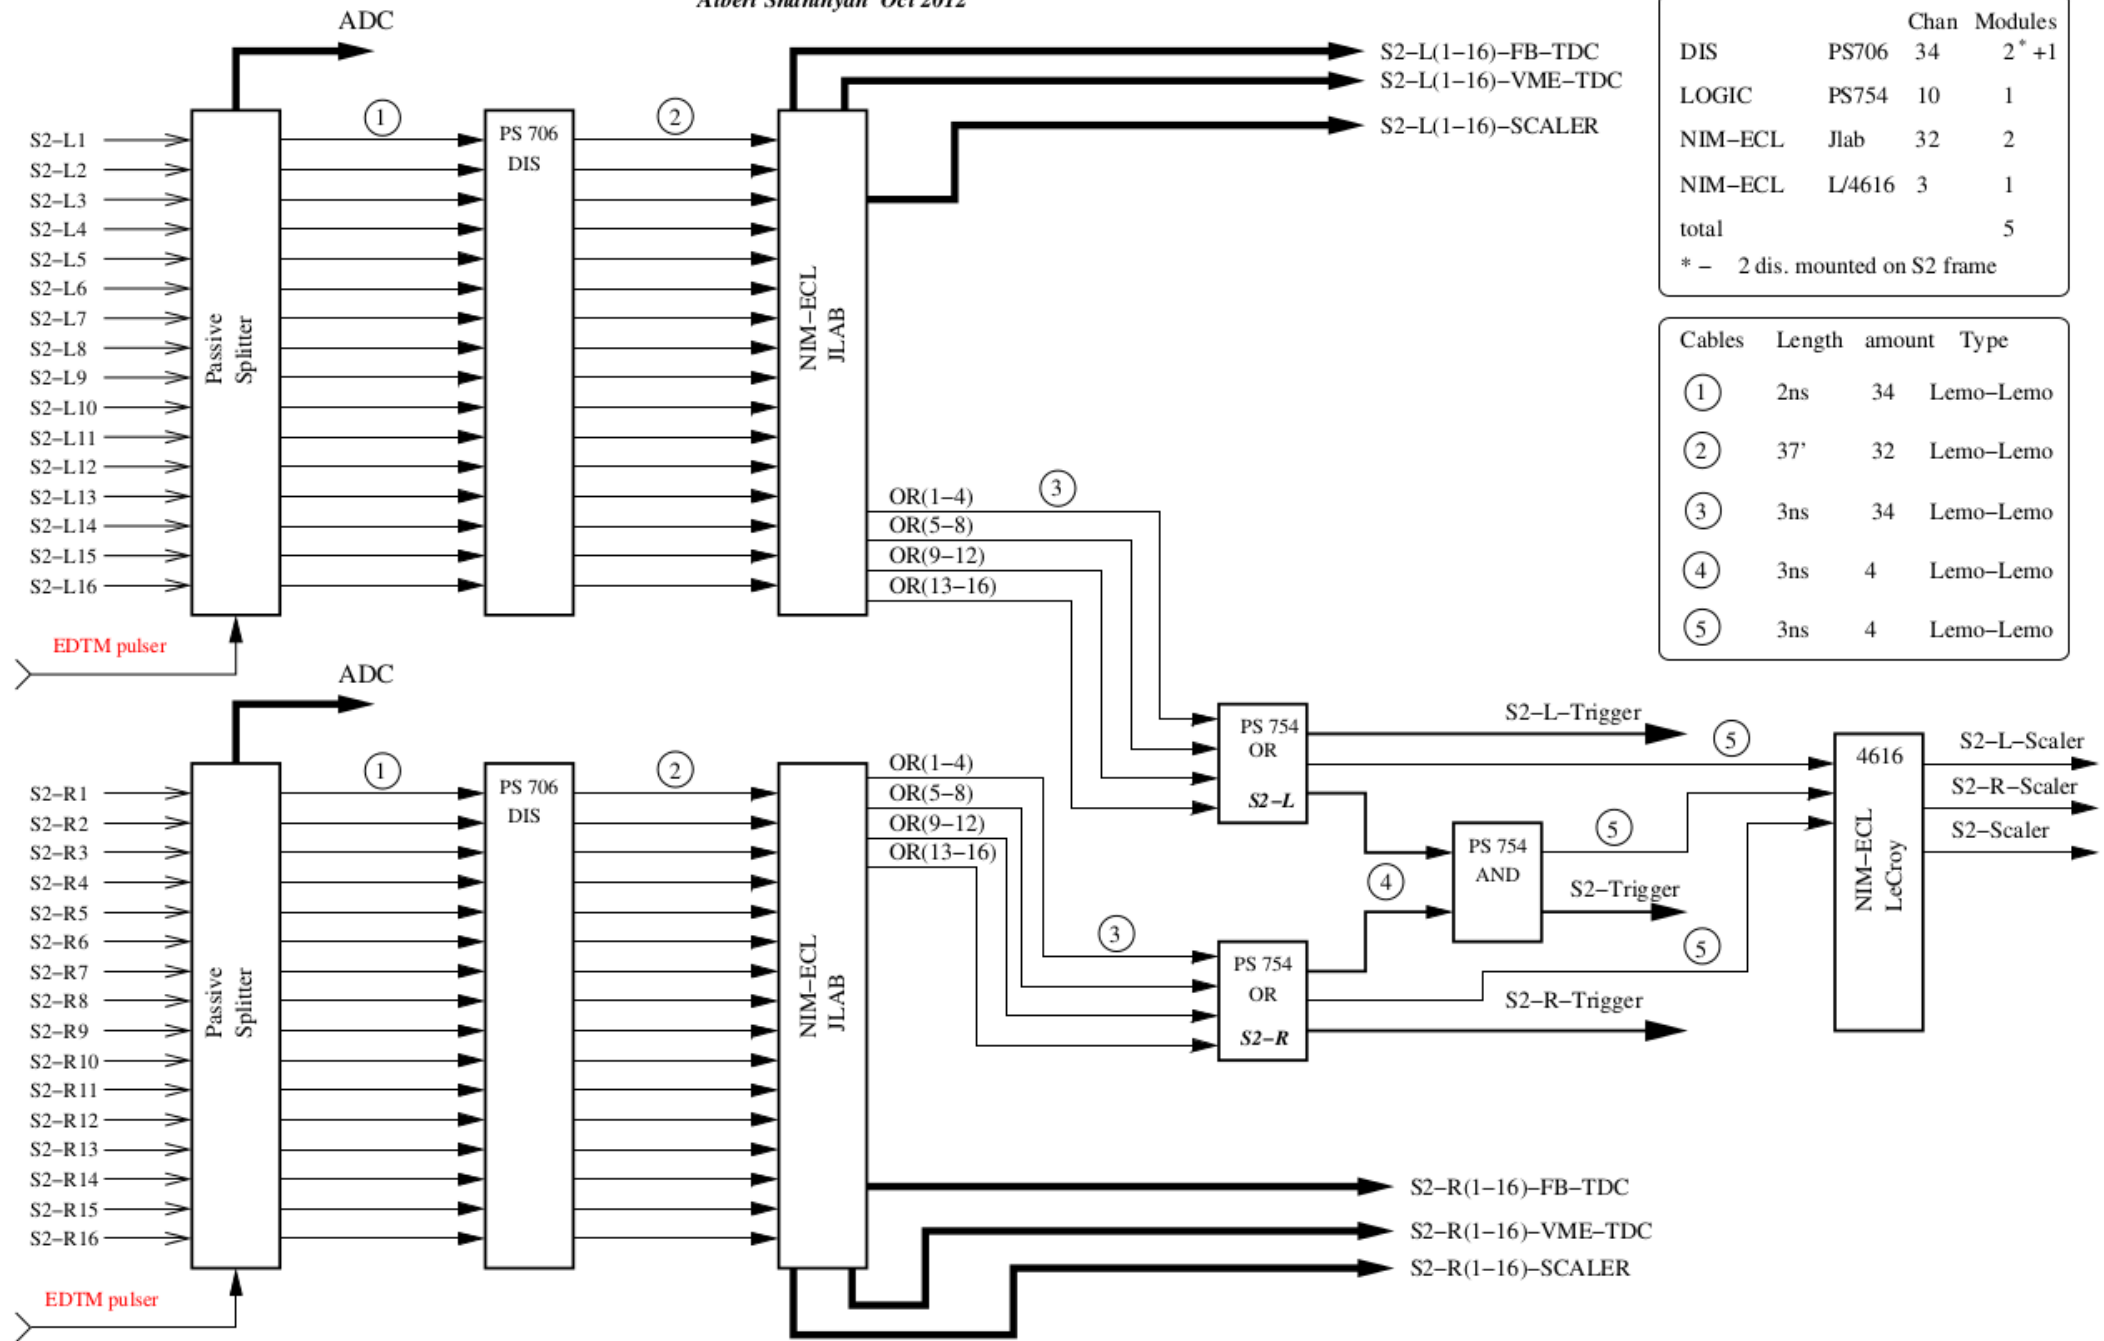 Oct 2012
ADC
S2-L1
S2-L2
S2-L3
S2-L4
S2-L5
S2-L6
S2-L7
S2-L8
S2-L9
S2-L10
S2-L11
S2-L12
S2-L13
S2-L14
S2-L15
S2-L16
EDTM pulser
Passive
Splitter
1
PS 706
DIS
2
NIM-ECL
JLAB
S2-L(1-16)-FB-TDC
S2-L(1-16)-VME-TDC
S2-L(1-16)-SCALER
OR(1-4)
OR(5-8)
OR(9-12)
OR(13-16)
3
Chan Modules
DIS PS706 34 2* +1
LOGIC PS754 10 1
NIM-ECL Jlab 32 2
NIM-ECL L/4616 3 1
total 5
* - 2 dis. mounted on S2 frame
Cables Length amount Type
1 2ns 34 Lemo-Lemo
2 37' 32 Lemo-Lemo
3 3ns 34 Lemo-Lemo
4 3ns 4 Lemo-Lemo
5 3ns 4 Lemo-Lemo
ADC
S2-R1
S2-R2
S2-R3
S2-R4
S2-R5
S2-R6
S2-R7
S2-R8
S2-R9
S2-R10
S2-R11
S2-R12
S2-R13
S2-R14
S2-R15
S2-R16
EDTM pulser
Passive
Splitter
1
PS 706
DIS
2
NIM-ECL
JLAB
OR(1-4)
OR(5-8)
OR(9-12)
OR(13-16)
3
PS 754
OR
S2-L
S2-L-Trigger
5
PS 754
AND
4
5
S2-Trigger
5
PS 754
OR
S2-R
S2-R-Trigger
4616
NIM-ECL
LeCroy
S2-L-Scaler
S2-R-Scaler
S2-Scaler
S2-R(1-16)-FB-TDC
S2-R(1-16)-VME-TDC
S2-R(1-16)-SCALER